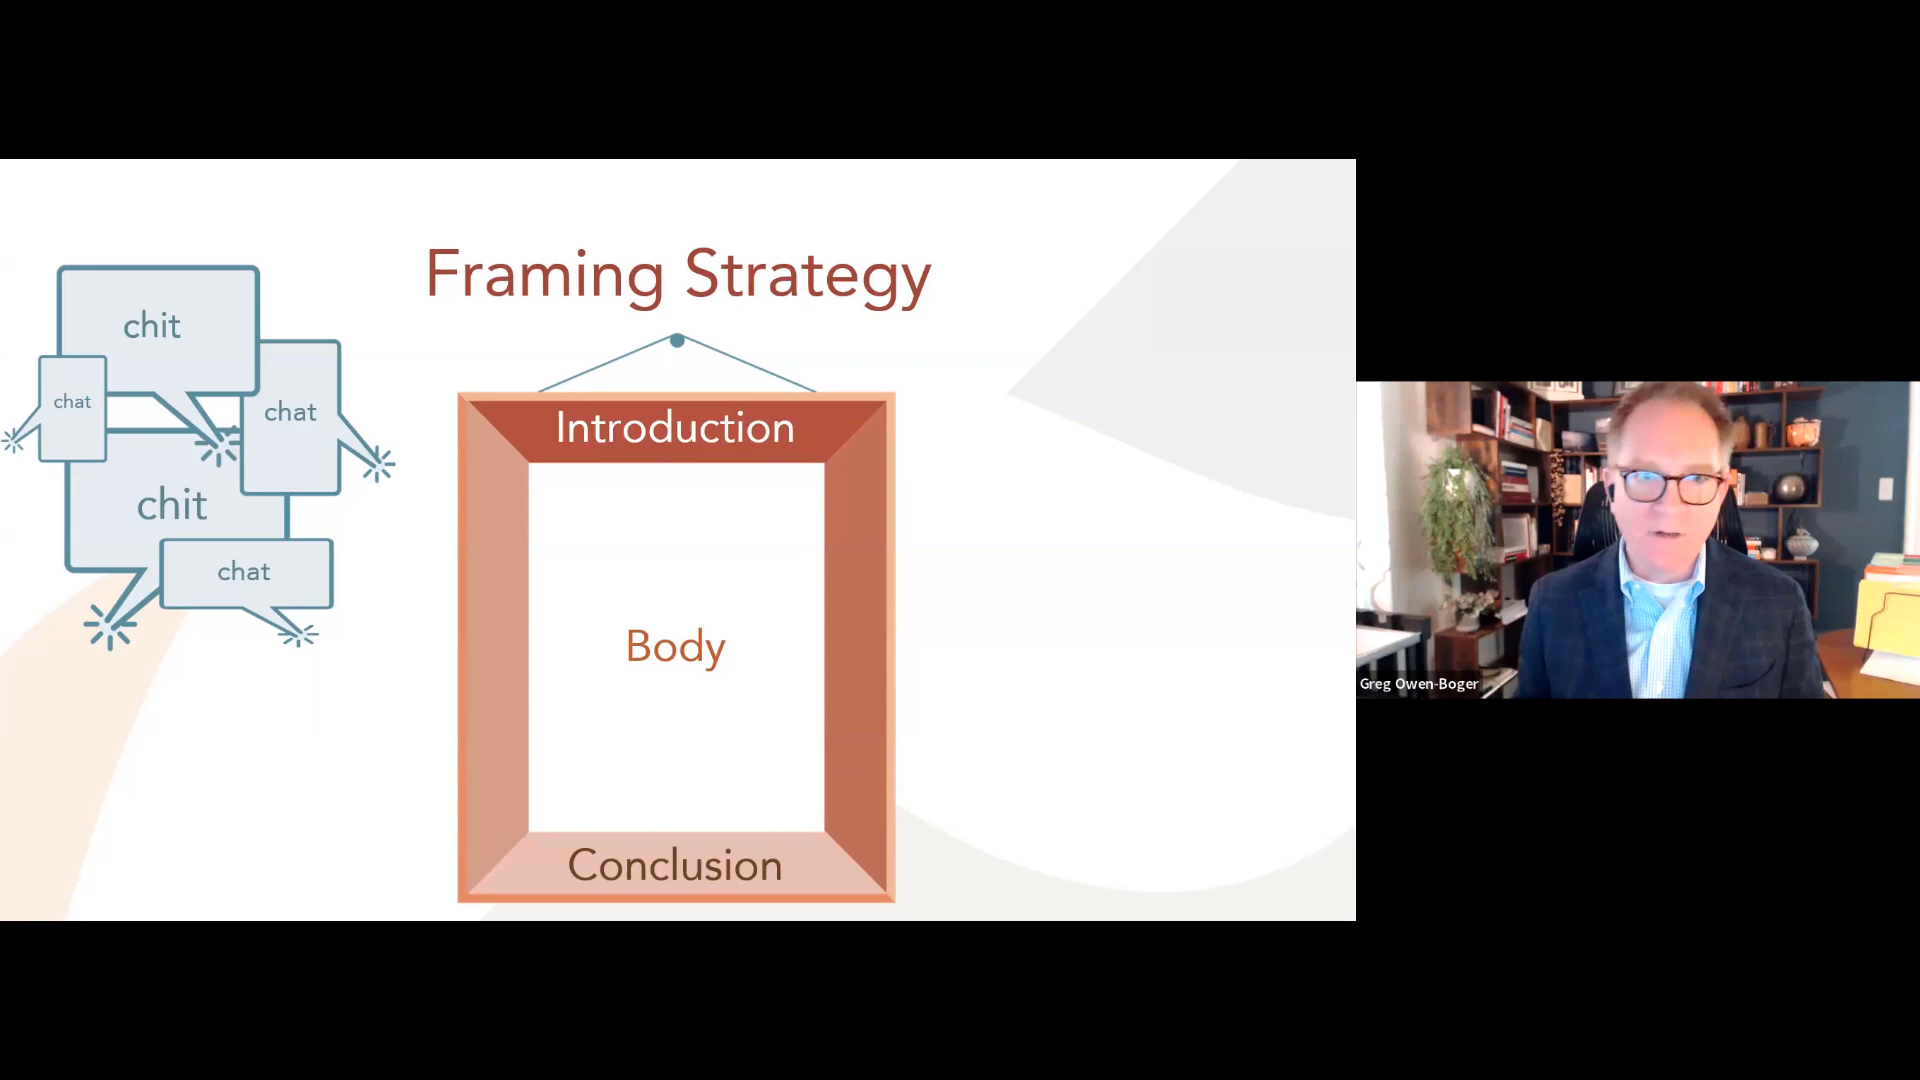 Framing Strategy
chit
chat
chat
chit
chat
Introduction
Body
Conclusion
Greg Owen-Boger